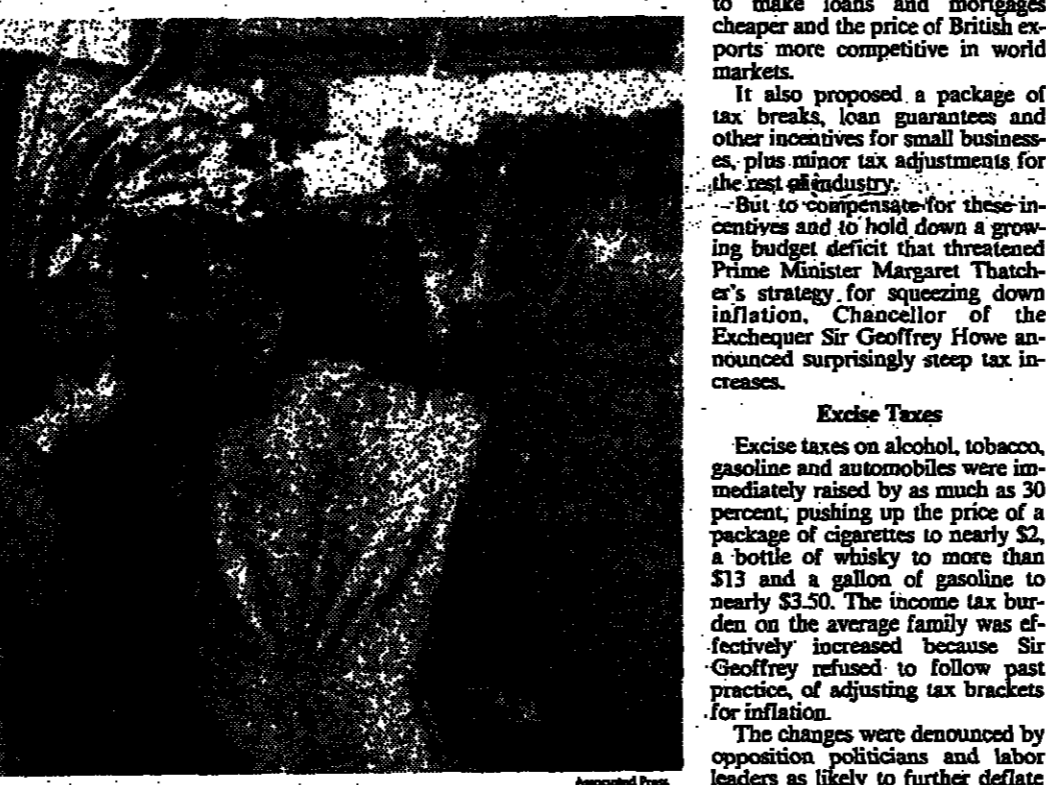 Associated Press
to make loans and mortgages
cheaper and the price of British ex-
ports more competitive in world
markets.
It also proposed a package of
tax breaks, loan guarantees and
other incentives for small business-
es, plus minor tax adjustments for
the rest of industry.
But to compensate for these in-
centives and to hold down a grow-
ing budget deficit that threatened
Prime Minister Margaret Thatch-
er's strategy for squeezing down
inflation, Chancellor of the
Exchequer Sir Geoffrey Howe an-
nounced surprisingly steep tax in-
creases.
Excise Taxes
Excise taxes on alcohol, tobacco,
gasoline and automobiles were im-
mediately raised by as much as 30
percent, pushing up the price of a
package of cigarettes to nearly $2,
a bottle of whisky to more than
$13 and a gallon of gasoline to
nearly $3.50. The income tax bur-
den on the average family was ef-
fectively increased because Sir
Geoffrey refused to follow past
practice, of adjusting tax brackets
for inflation.
The changes were denounced by
opposition politicians and labor
leaders as likely to further deflate